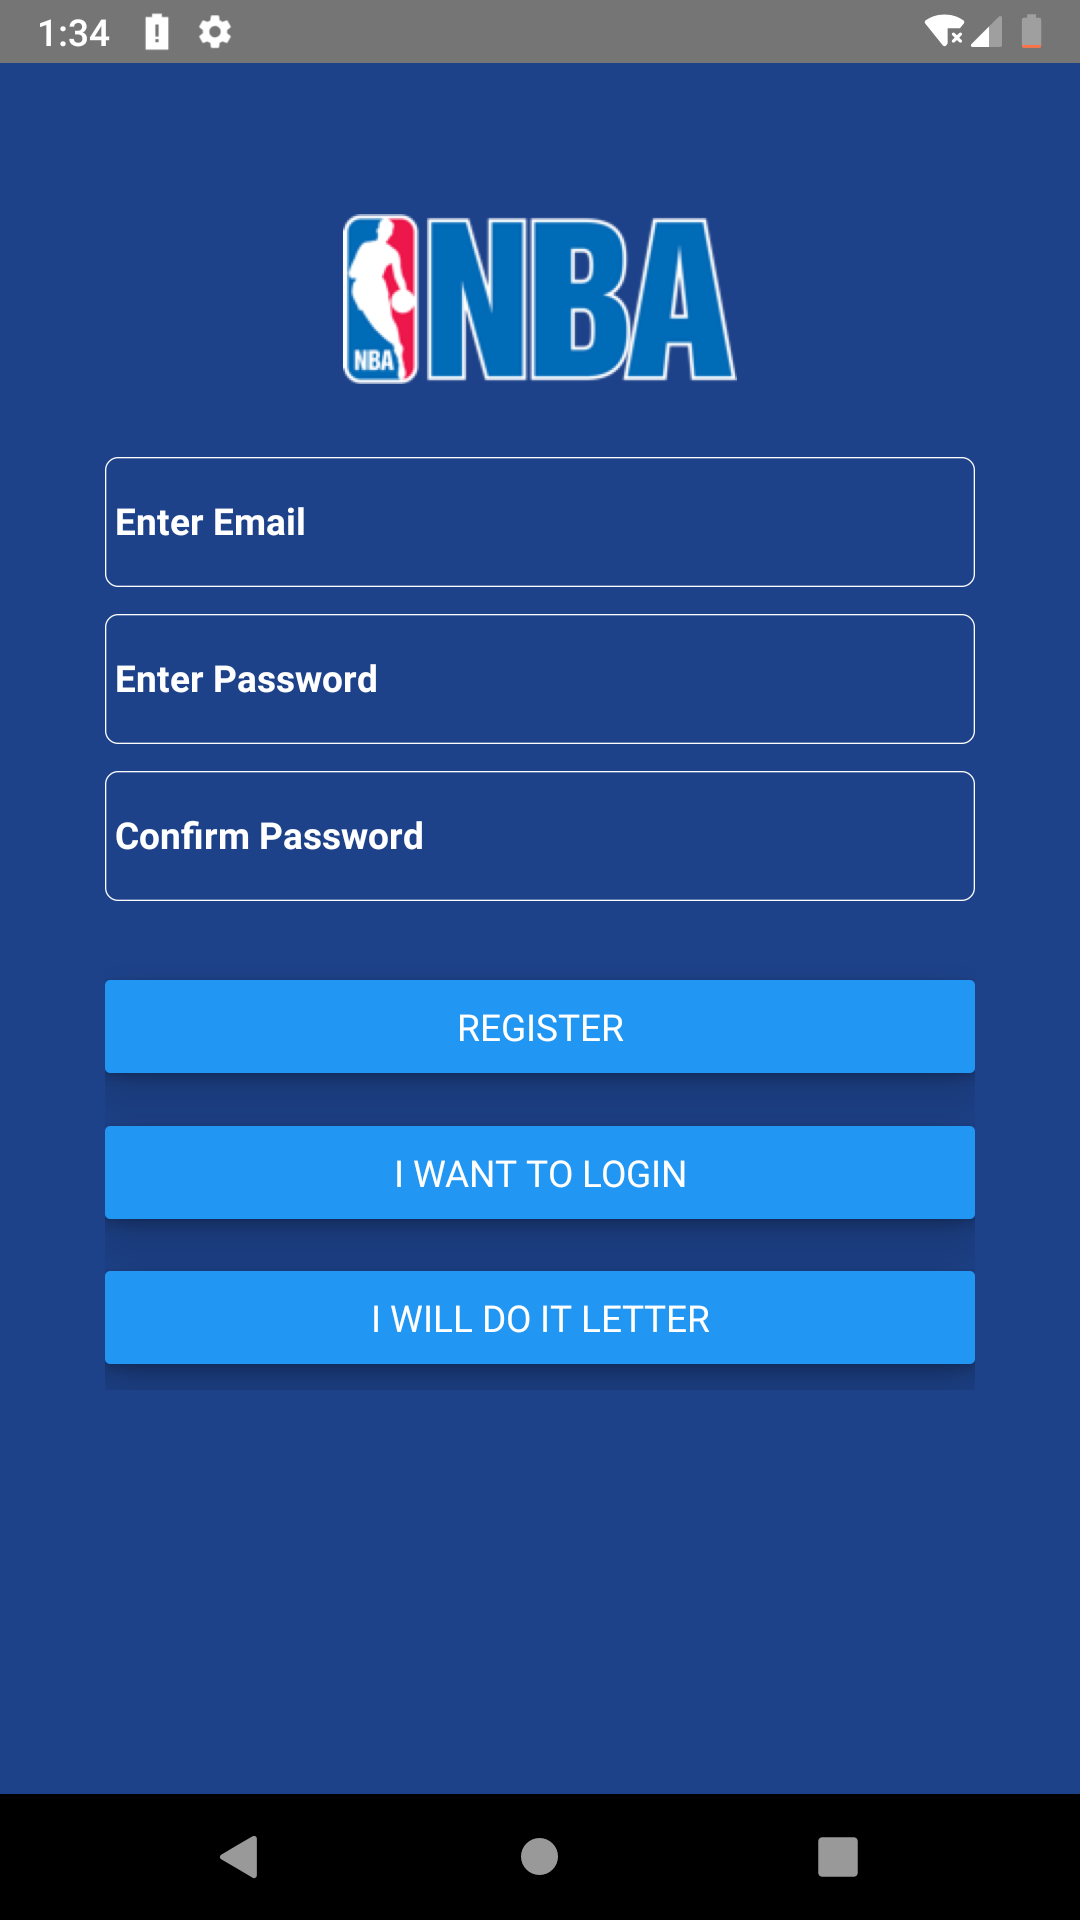 1:34
NBA NBA
Enter Email
Enter Password
Confirm Password
REGISTER
I WANT TO LOGIN
I WILL DO IT LETTER